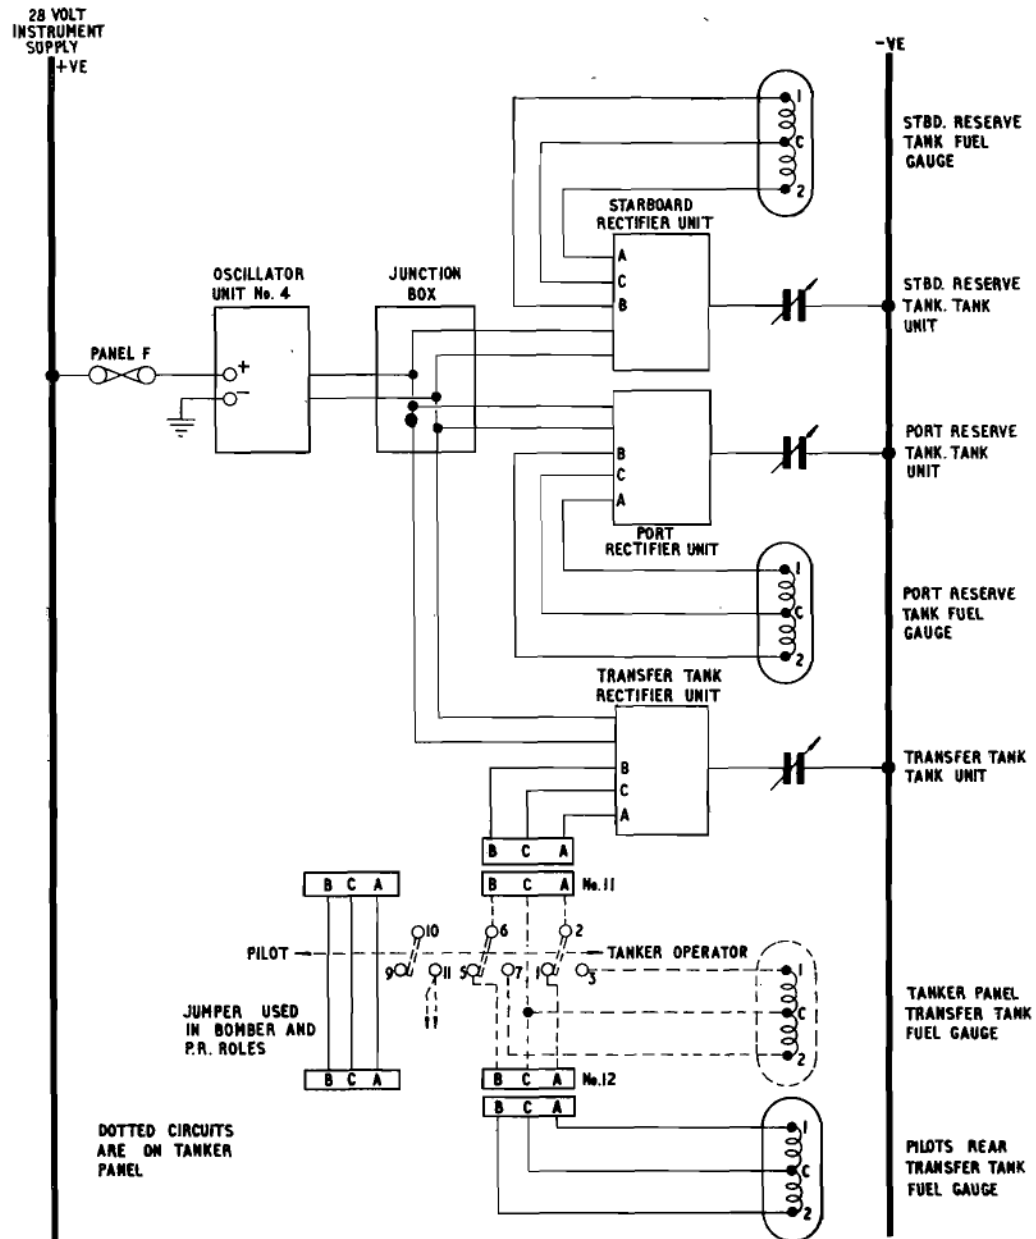 28 VOLT
INSTRUMENT
SUPPLY
+VE
-VE
1
C
2
STBD. RESERVE
TANK FUEL
GAUGE
STARBOARD
RECTIFIER UNIT
A
C
B
OSCILLATOR
UNIT No. 4
JUNCTION
BOX
STBD. RESERVE
TANK. TANK
UNIT
PANEL F
+
-
B
C
A
PORT RESERVE
TANK. TANK
UNIT
PORT
RECTIFIER UNIT
1
C
2
PORT RESERVE
TANK FUEL
GAUGE
TRANSFER TANK
RECTIFIER UNIT
B
C
A
TRANSFER TANK
TANK UNIT
B C A
B C A No.11
B C A
10 6 2
PILOT TANKER OPERATOR
9 11 5 7 1 3
1
C
2
TANKER PANEL
TRANSFER TANK
FUEL GAUGE
JUMPER USED
IN BOMBER AND
P.R. ROLES
B C A
B C A No.12
B C A
DOTTED CIRCUITS
ARE ON TANKER
PANEL
1
C
2
PILOTS REAR
TRANSFER TANK
FUEL GAUGE